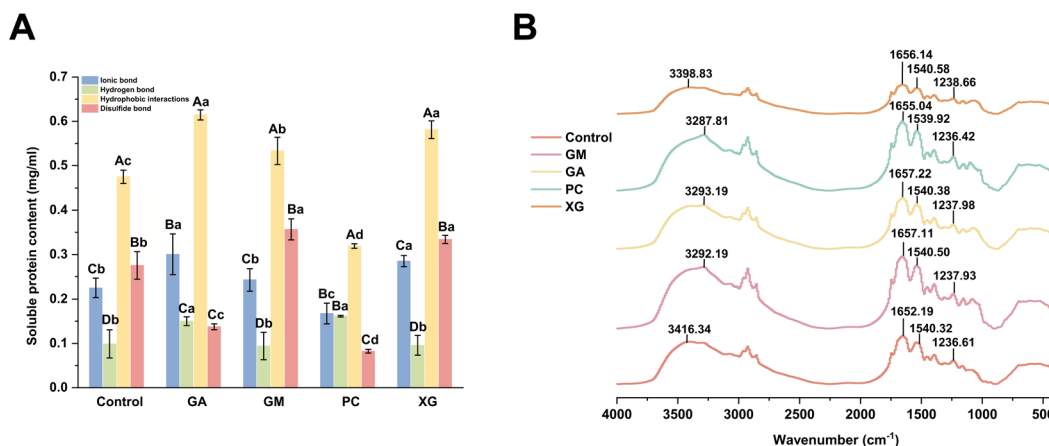 A
Soluble protein content (mg/ml)
0.7
0.6
0.5
0.4
0.3
0.2
0.1
0.0
Ionic bond
Hydrogen bond
Hydrophobic interactions
Disulfide bond
Cb Db Ac Bb
Ba Ca Aa Cc
Cb Db Ab Ba
Bc Ba Ad Cd
Ca Db Aa Ba
Control GA GM PC XG
B
Control
GM
GA
PC
XG
3398.83 1656.14 1540.58 1238.66
3287.81 1655.04 1539.92 1236.42
3293.19 1657.22 1540.38 1237.98
3292.19 1657.11 1540.50 1237.93
3416.34 1652.19 1540.32 1236.61
4000 3500 3000 2500 2000 1500 1000
Wavenumber (cm⁻¹)